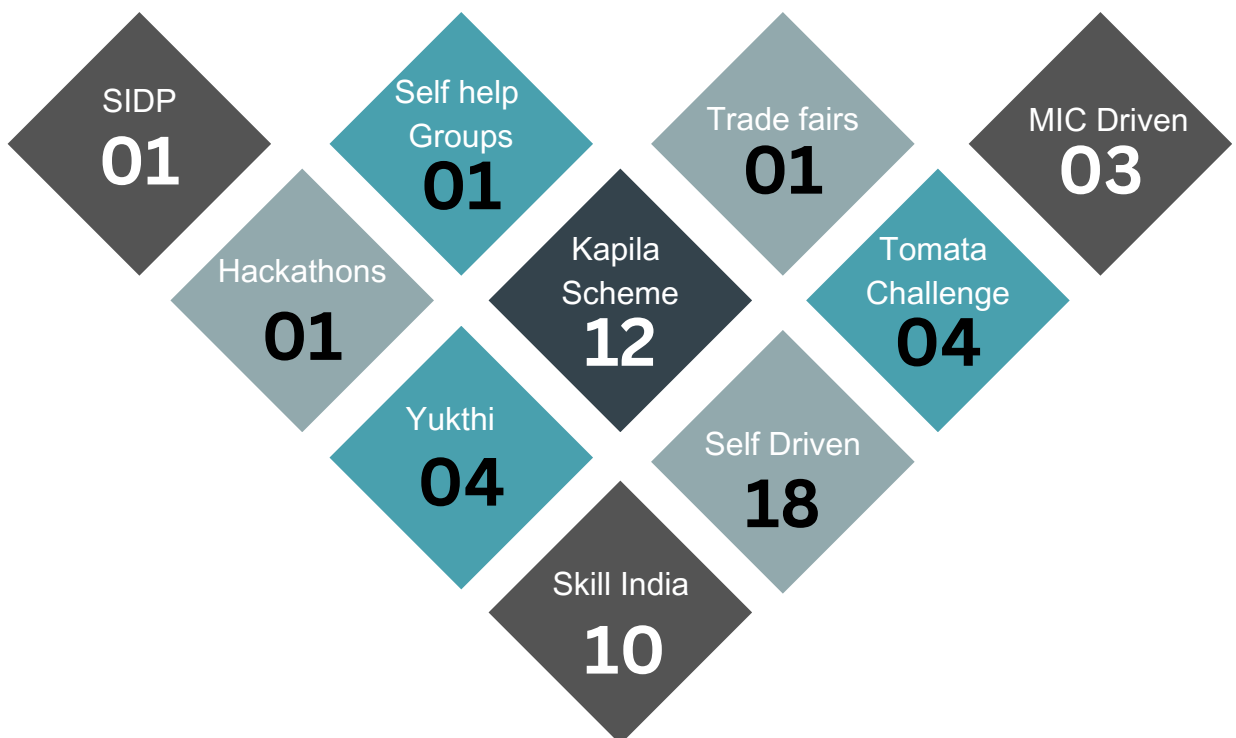 SIDP
01
Self help
Groups
01
Trade fairs
01
MIC Driven
03
Hackathons
01
Kapila
Scheme
12
Tomata
Challenge
04
Yukthi
04
Self Driven
18
Skill India
10